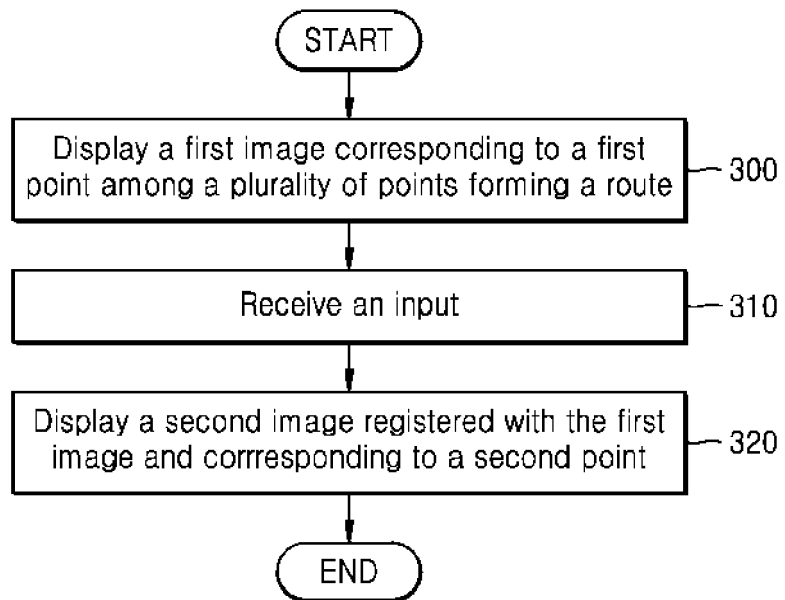 START
Display a first image corresponding to a first
point among a plurality of points forming a route
300
Receive an input
310
Display a second image registered with the first
image and corrresponding to a second point
320
END